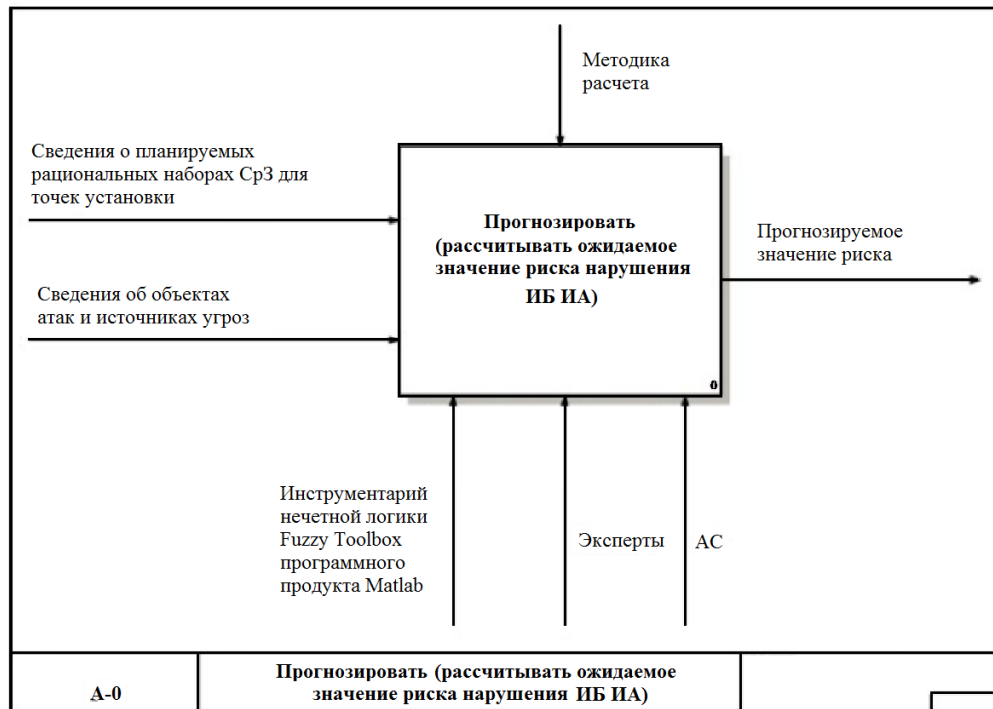 Методика
расчета
Сведения о планируемых
рациональных наборах СрЗ для
точек установки
Прогнозировать
(рассчитывать ожидаемое
значение риска нарушения
ИБ ИА)
Прогнозируемое
значение риска
Сведения об объектах
атак и источниках угроз
0
Инструментарий
нечетной логики
Fuzzy Toolbox
программного
продукта Matlab
Эксперты
АС
А-0
Прогнозировать (рассчитывать ожидаемое
значение риска нарушения ИБ ИА)